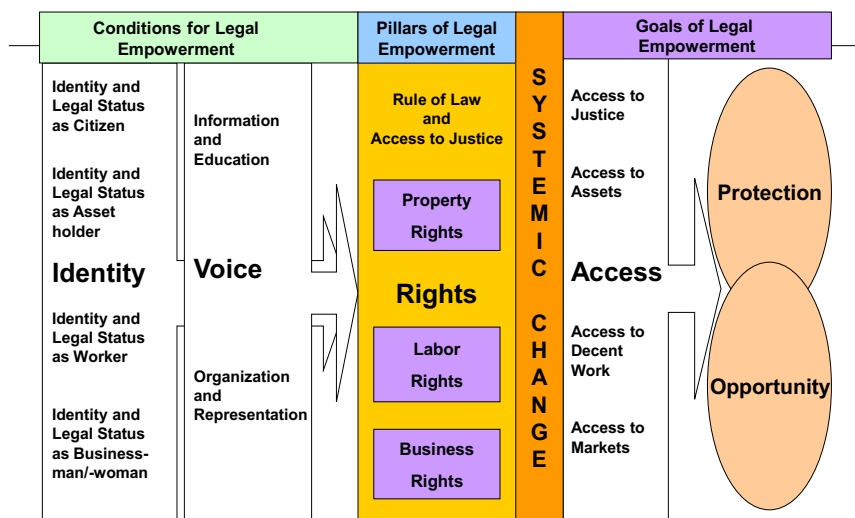 Conditions for Legal
Empowerment
Pillars of Legal
Empowerment
Goals of Legal
Empowerment
Identity and
Legal Status
as Citizen
Identity and
Legal Status
as Asset
holder
Identity
Identity and
Legal Status
as Worker
Identity and
Legal Status
as Business-
man/-woman
Information
and
Education
Voice
Organization
and
Representation
Rule of Law
and
Access to Justice
Property
Rights
Rights
Labor
Rights
Business
Rights
S
Y
S
T
E
M
I
C
C
H
A
N
G
E
Access to
Justice
Access to
Assets
Access
Access to
Decent
Work
Access to
Markets
Protection
Opportunity